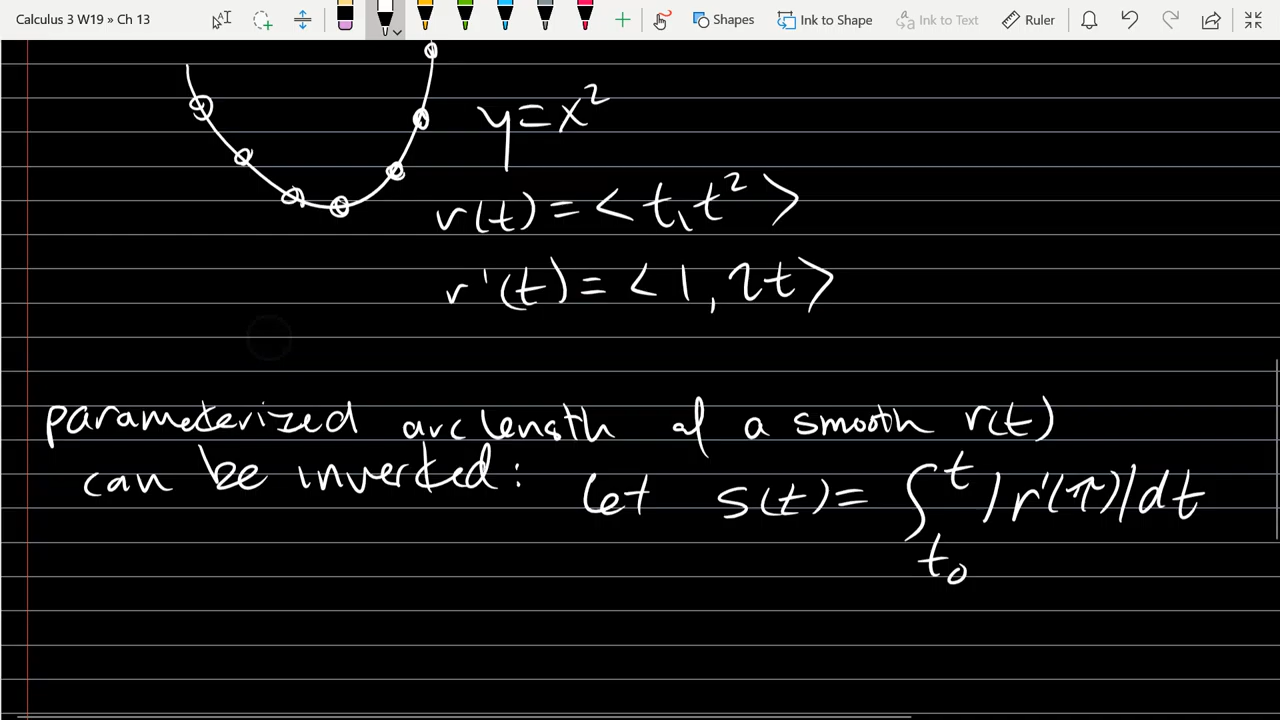 Calculus 3 W19 » Ch 13
Shapes
Ink to Shape
Ink to Text
Ruler
y=x²
r(t) = < t, t² >
r'(t) = < 1, 2t >
parameterized arc length of a smooth r(t)
can be inverted: let s(t) = ∫ₜ₀ᵗ |r'(π)| dt